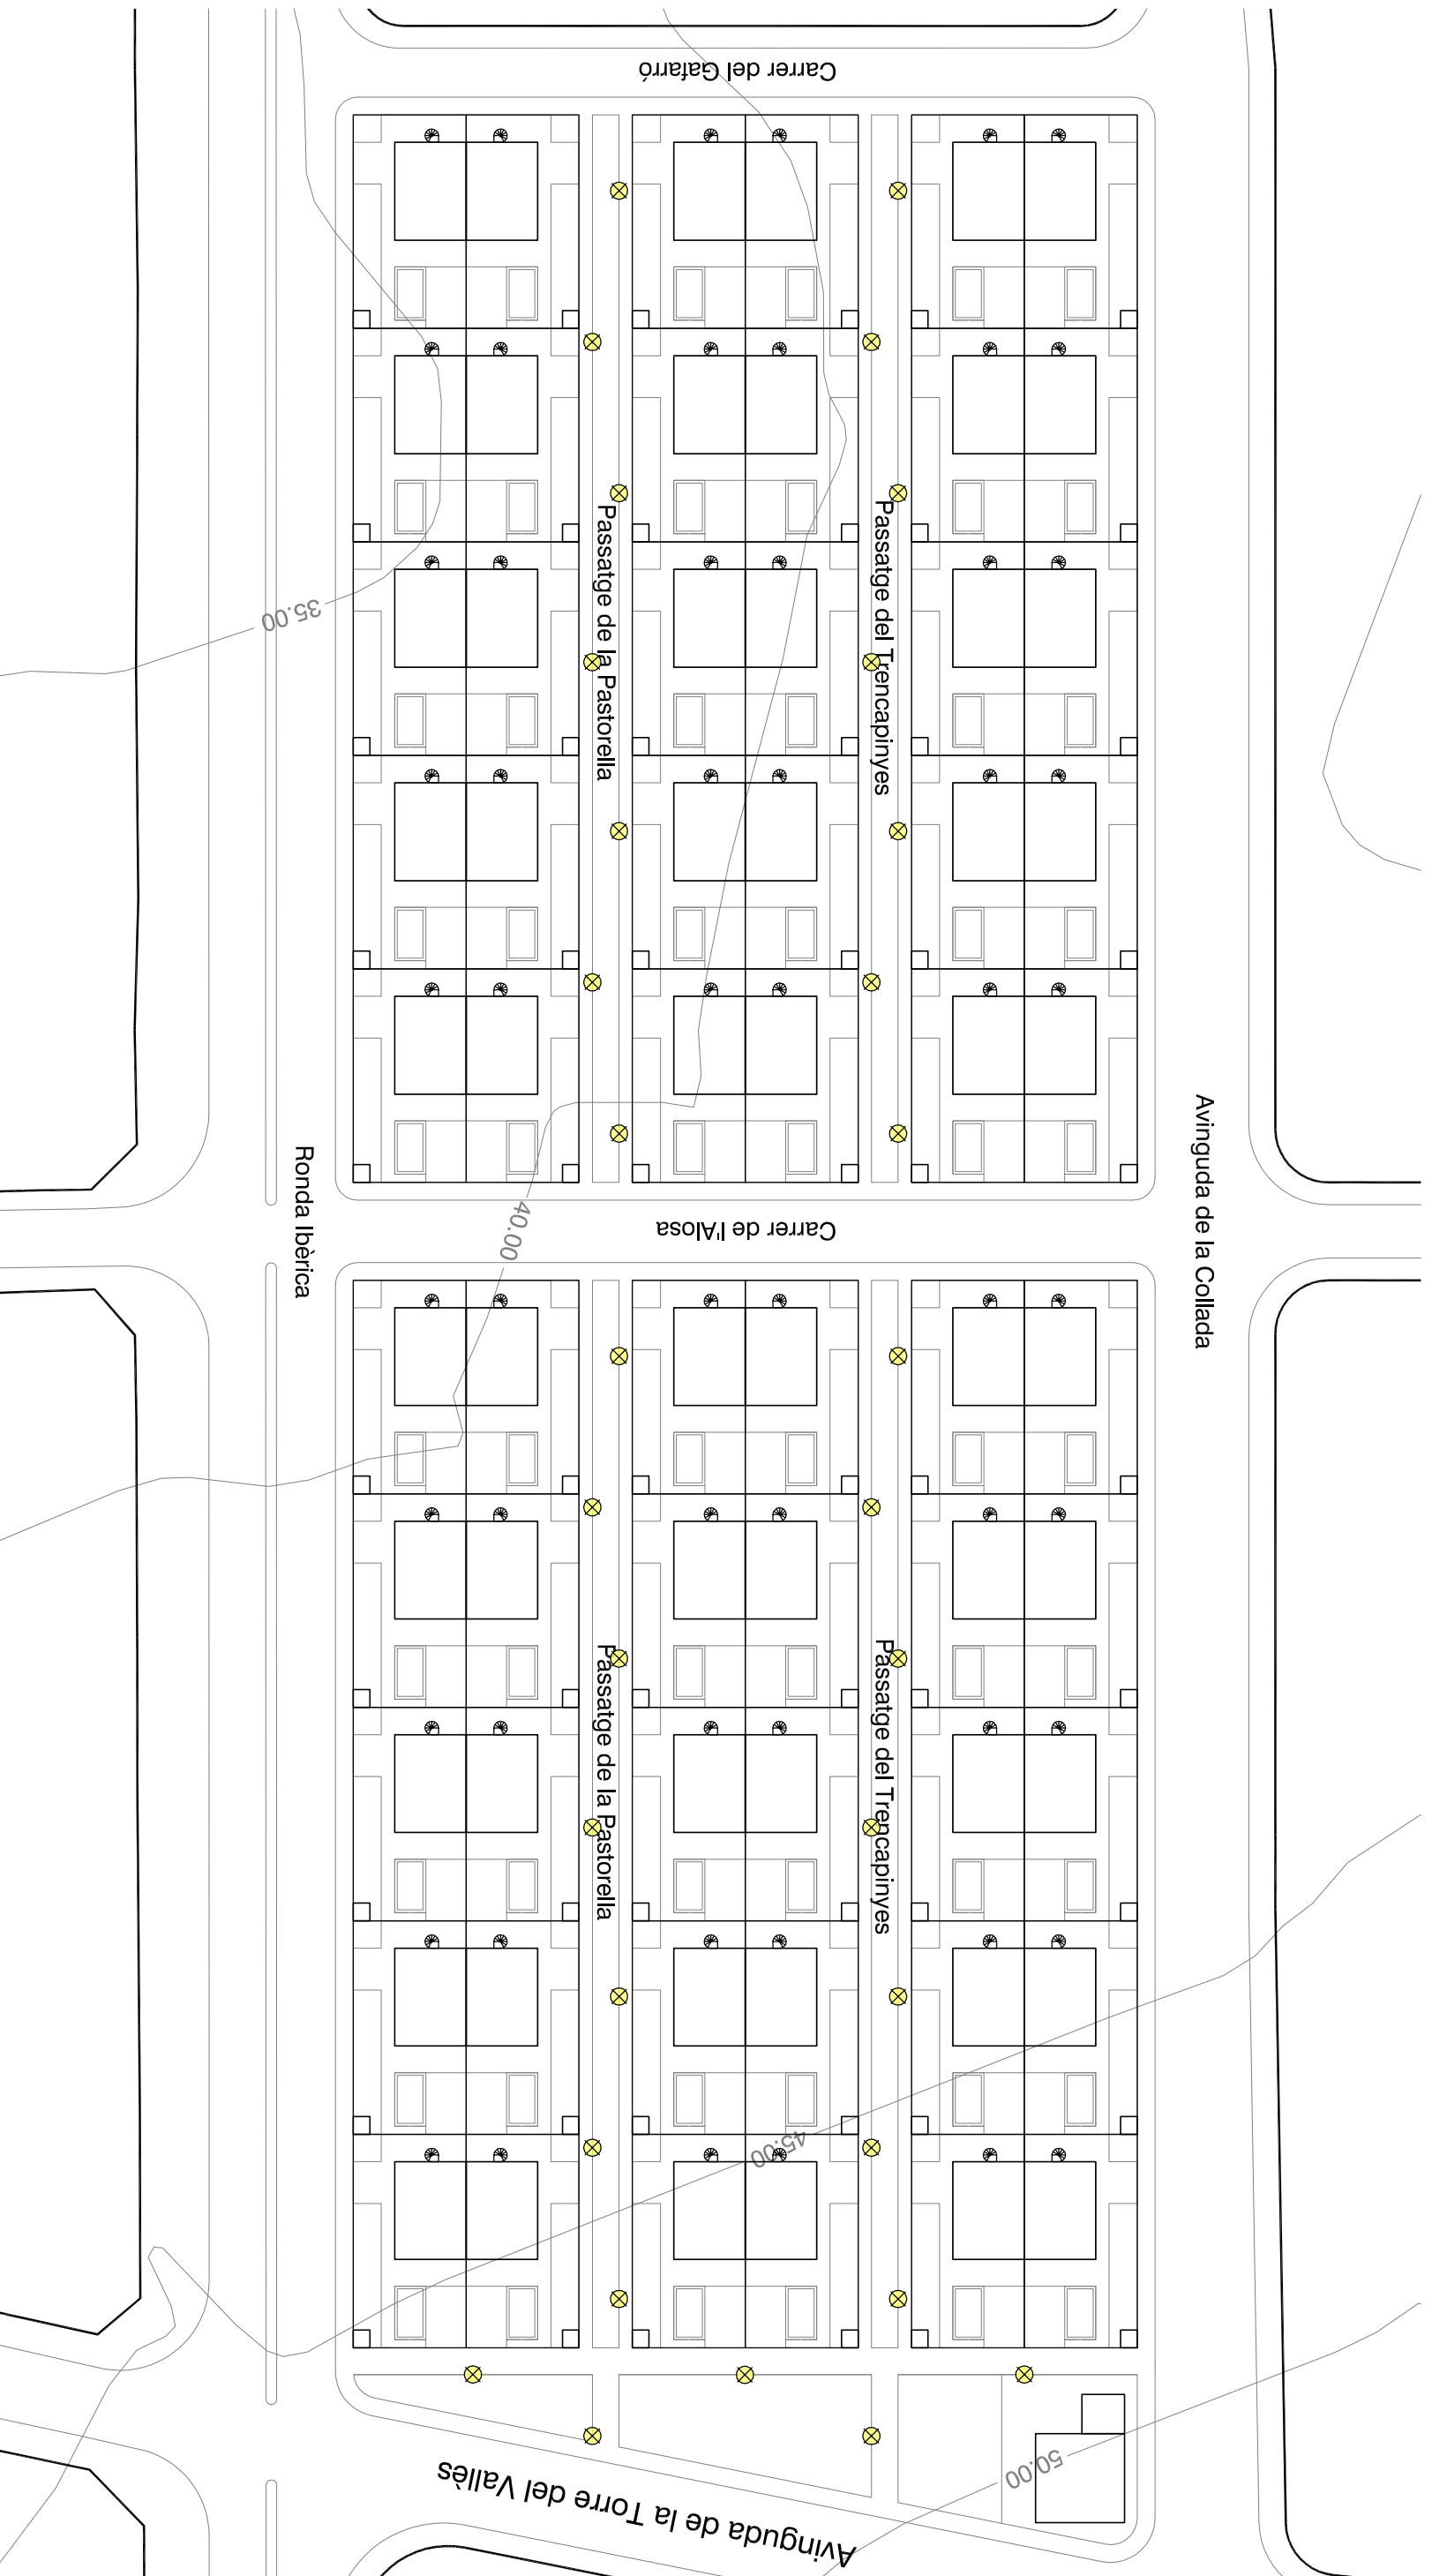 Carrer del Gafarró
Passatge de la Pastorella
Passatge del Trencapinyes
35.00
Ronda Ibèrica
40.00
Carrer de l'Alosa
Avinguda de la Collada
Passatge de la Pastorella
Passatge del Trencapinyes
45.00
50.00
Avinguda de la Torre del Vallès